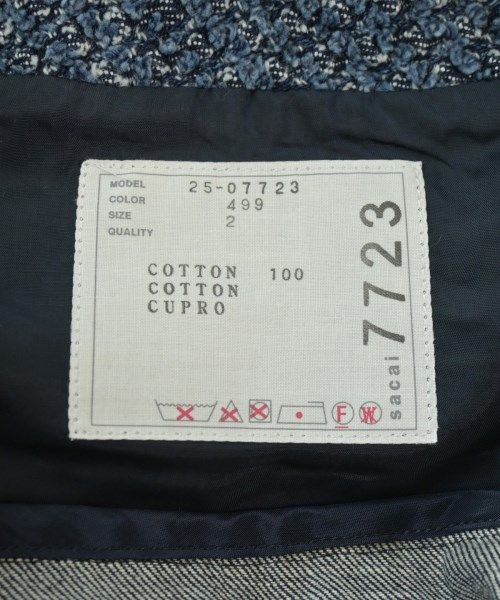 MODEL 25-07723
COLOR 499
SIZE 2
QUALITY
COTTON 100
COTTON
CUPRO
F W
sacai 7723